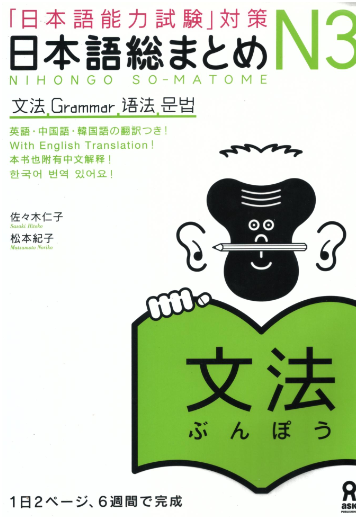 「日本語能力試験」対策
日本語総まとめ N3
NIHONGO SO-MATOME
文法,Grammar,语法,문법
英語・中国語・韓国語の翻訳つき!
With English Translation!
本书也附有中文解释!
한국어 번역 있어요!
佐々木仁子
Sasaki Hitoko
松本紀子
Matsumoto Noriko
文法
ぶんぽう
1日2ページ、6週間で完成
ask